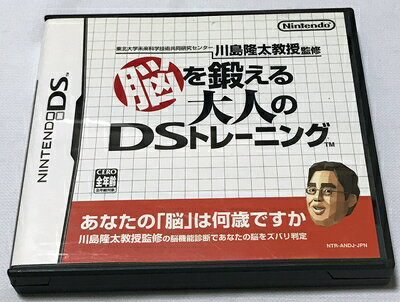 Nintendo
東北大学未来科学技術共同研究センター 川島隆太教授監修
脳を鍛える
大人の
DSトレーニング™
NINTENDO DS™
CERO
全年齢
あなたの「脳」は何歳ですか
川島隆太教授監修の脳機能診断であなたの脳をズバリ判定
NTR-ANDJ-JPN